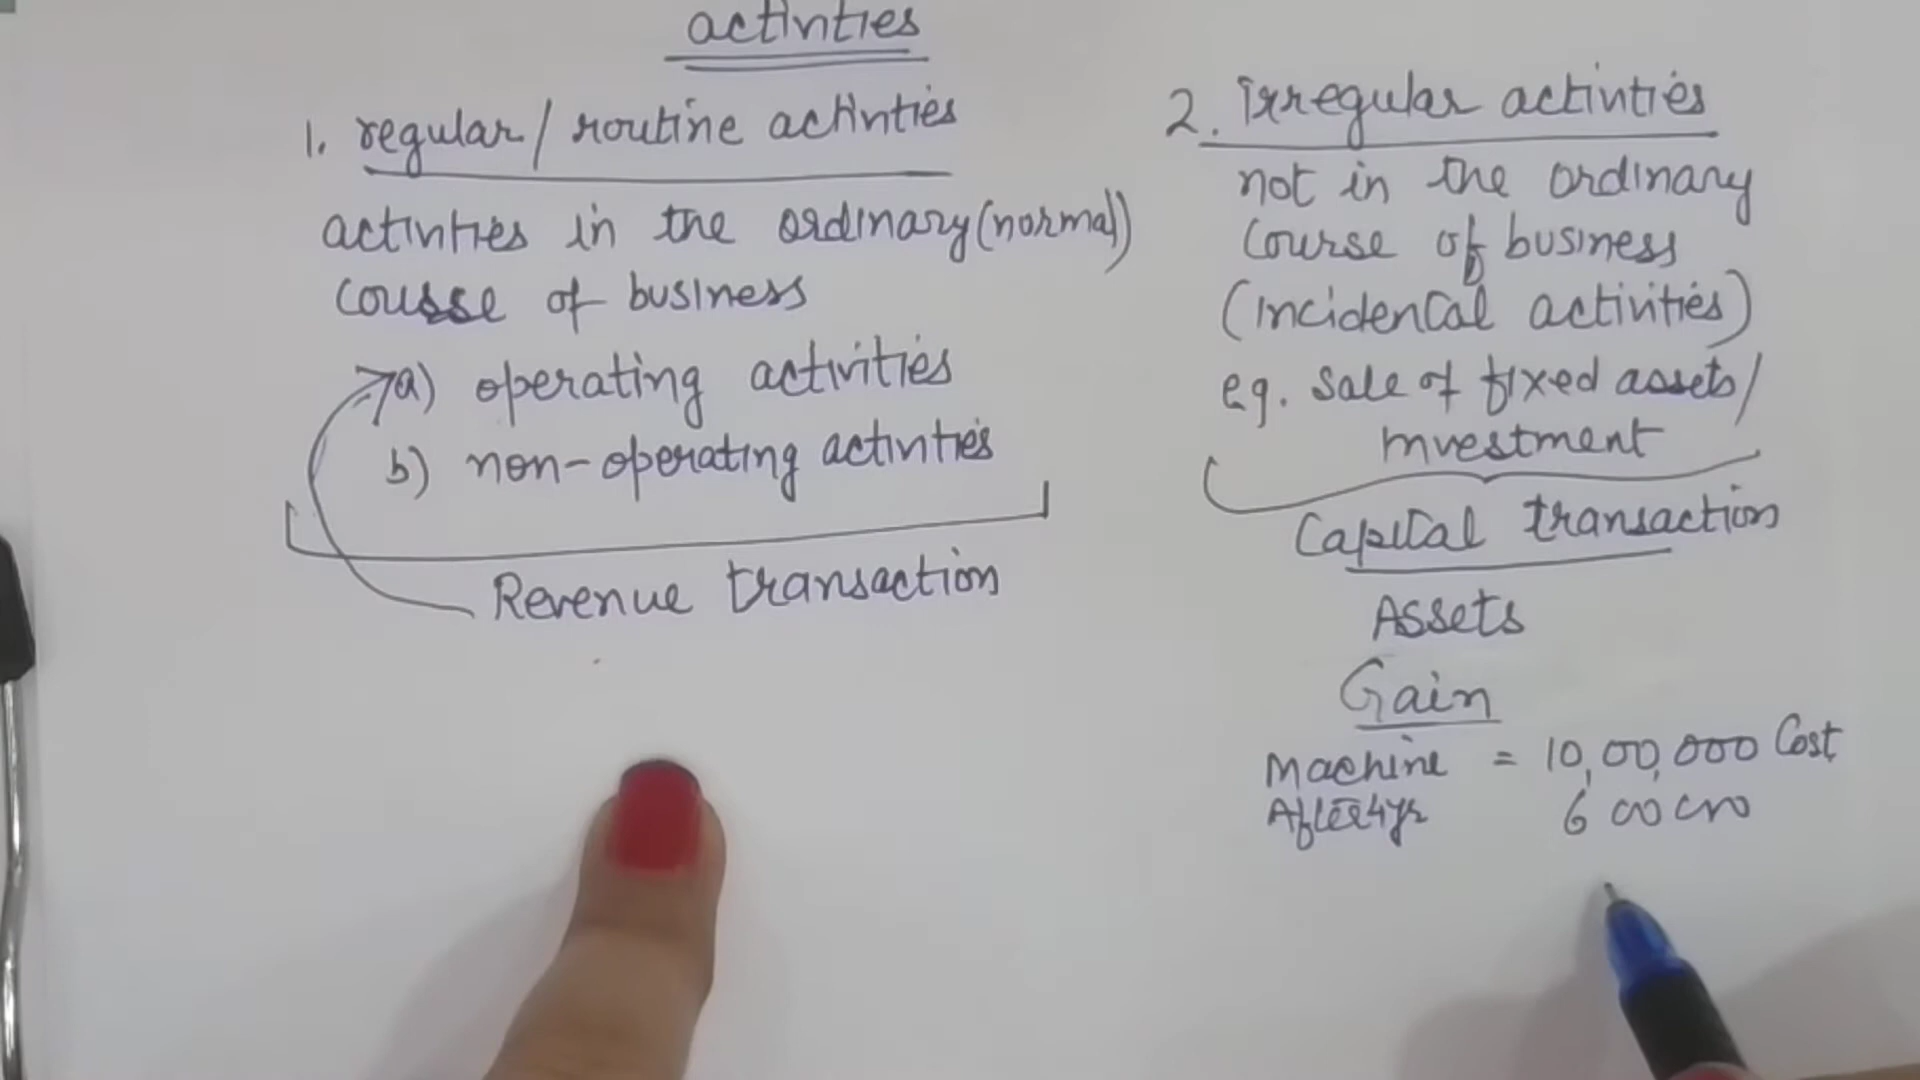 activities
1. regular/ routine activities
activities in the ordinary (normal)
course of business
a) operating activities
b) non-operating activities
Revenue transaction
2. Irregular activities
not in the ordinary
course of business
(incidental activities)
e.g. sale of fixed assets/
investment
Capital transaction
Assets
Gain
Machine = 10,00,000 Cost
After 4yr 6 00 000